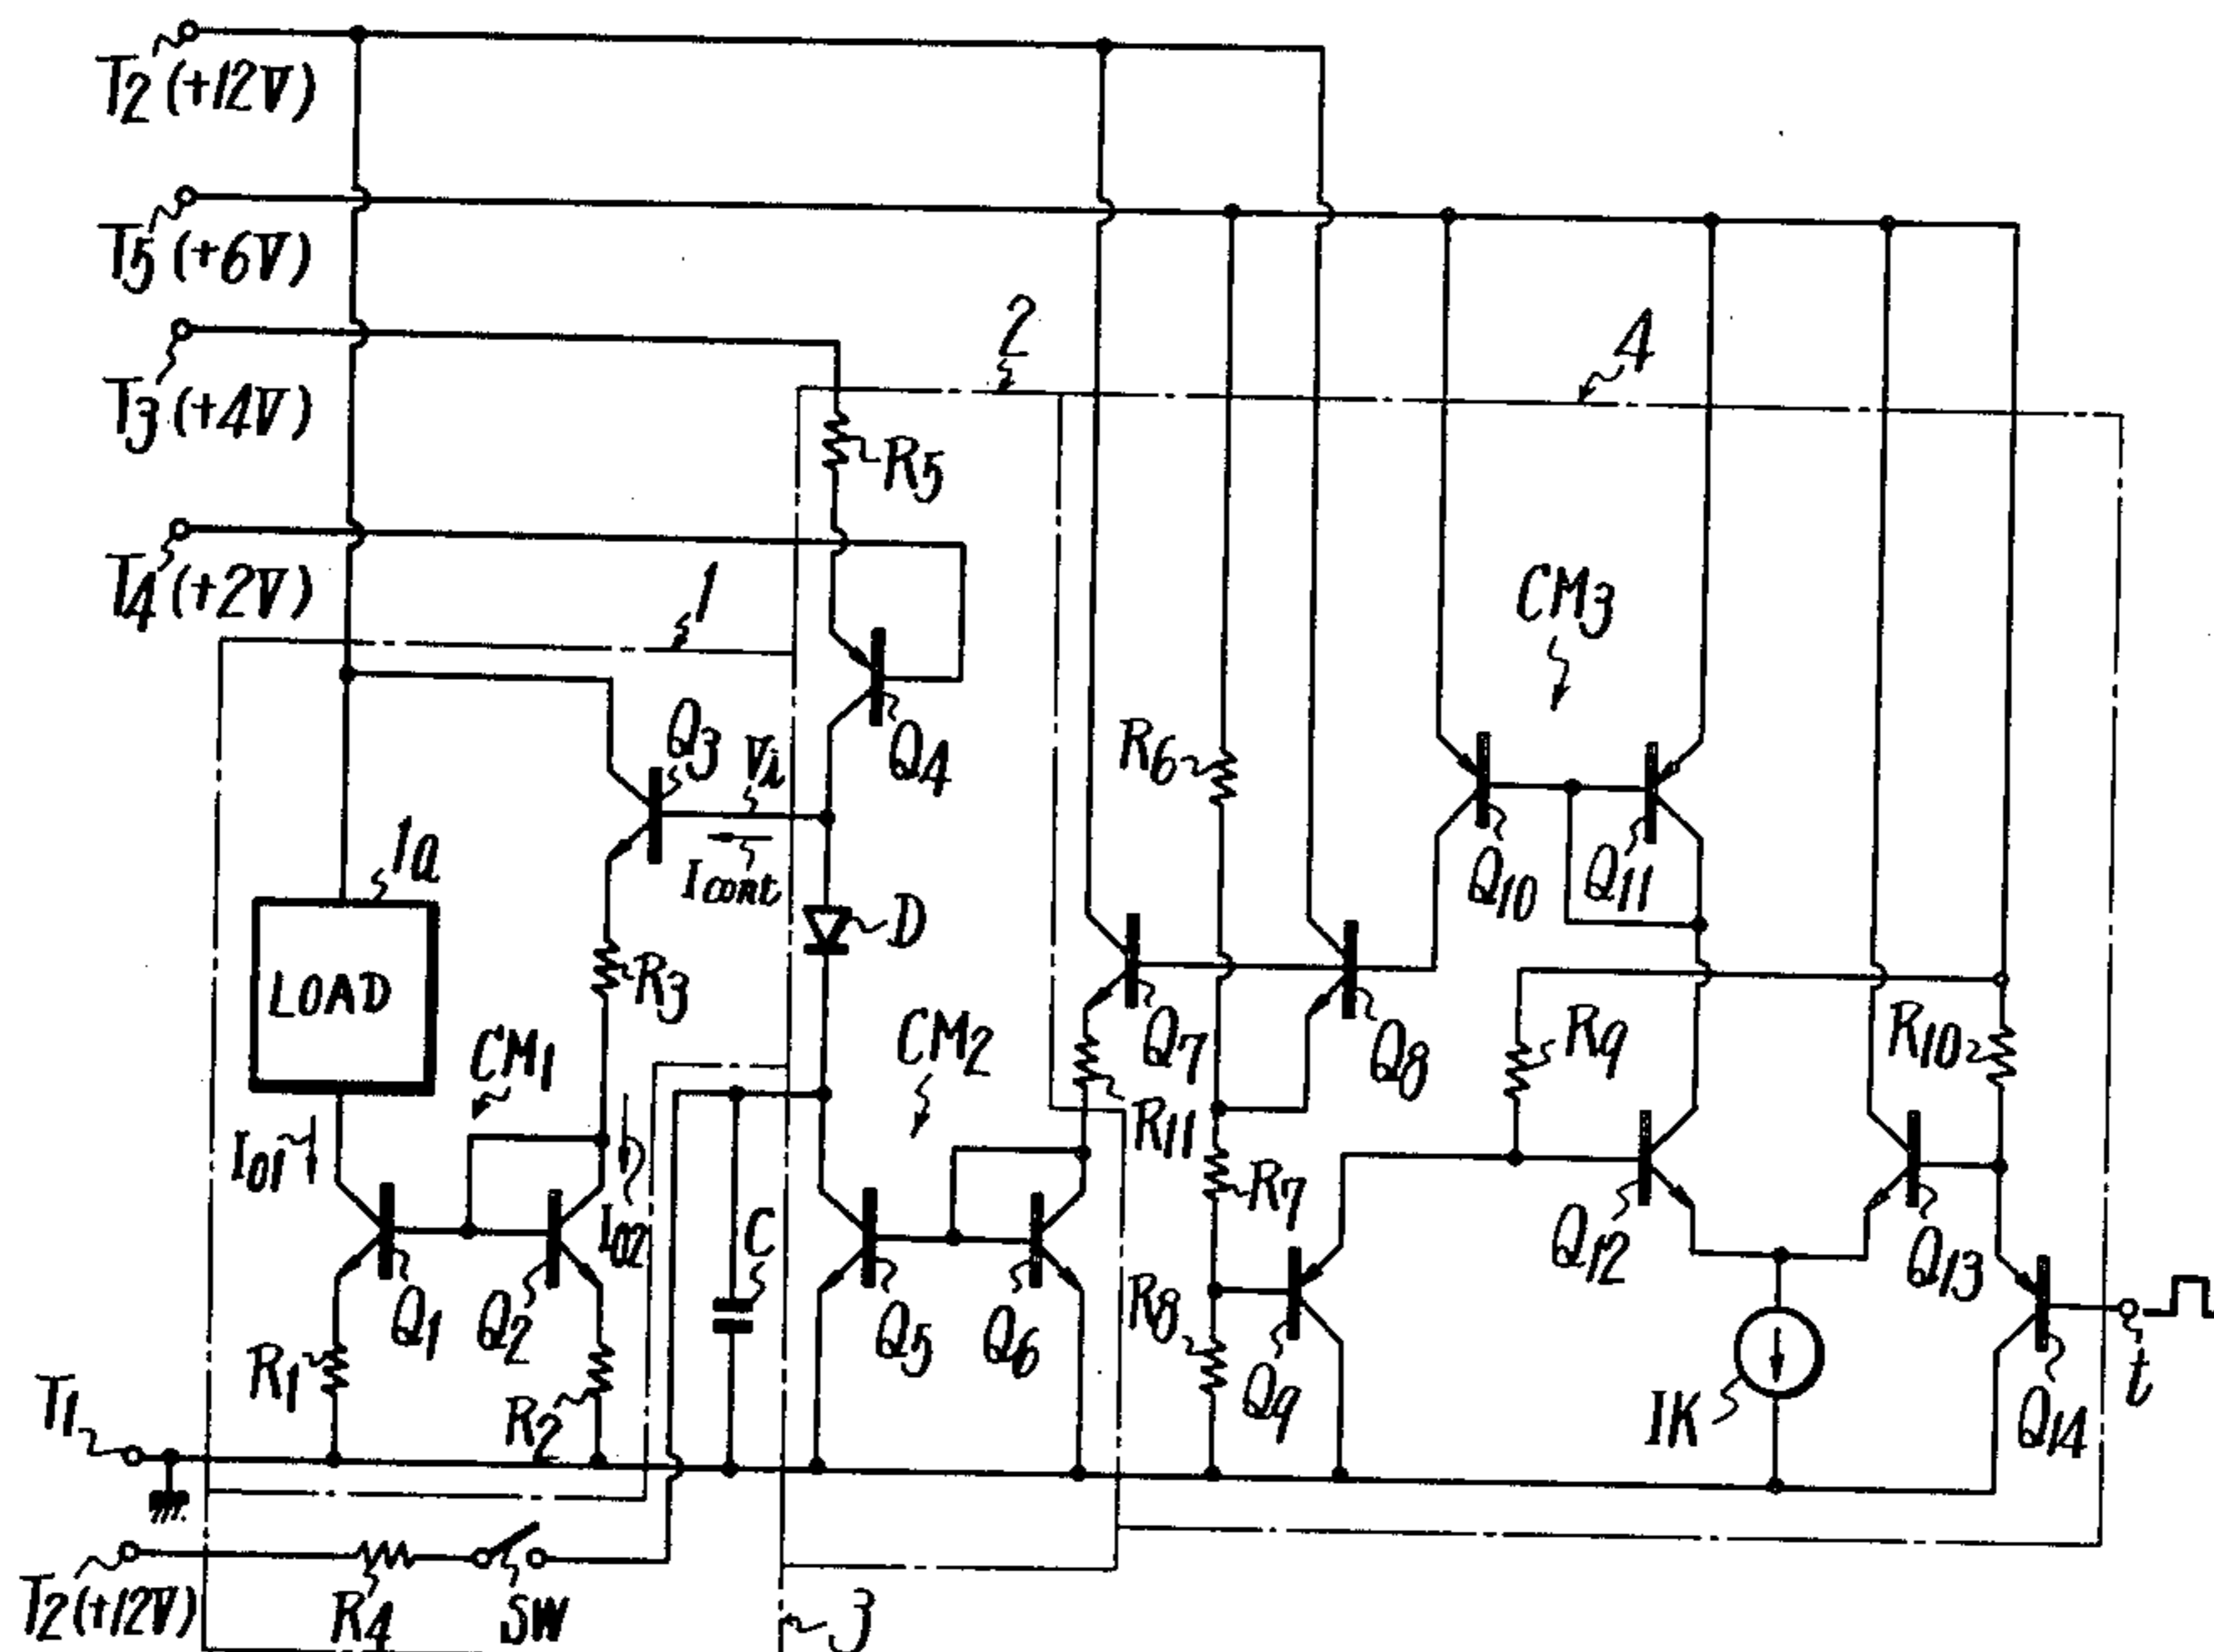 T2 (+12V)
T5 (+6V)
2
4
T3 (+4V)
R5
T4 (+2V)
1
CM3
Q3
Vi
Q4
R6
1a
Icont
Q10
Q11
D
LOAD
R3
CM1
CM2
Q7
Q8
R9
R10
R11
I01
I02
C
R7
Q12
Q13
Q1
Q2
Q5
Q6
R8
Q9
R1
R2
T1
IK
Q14
t
T2 (+12V)
R4
SW
3